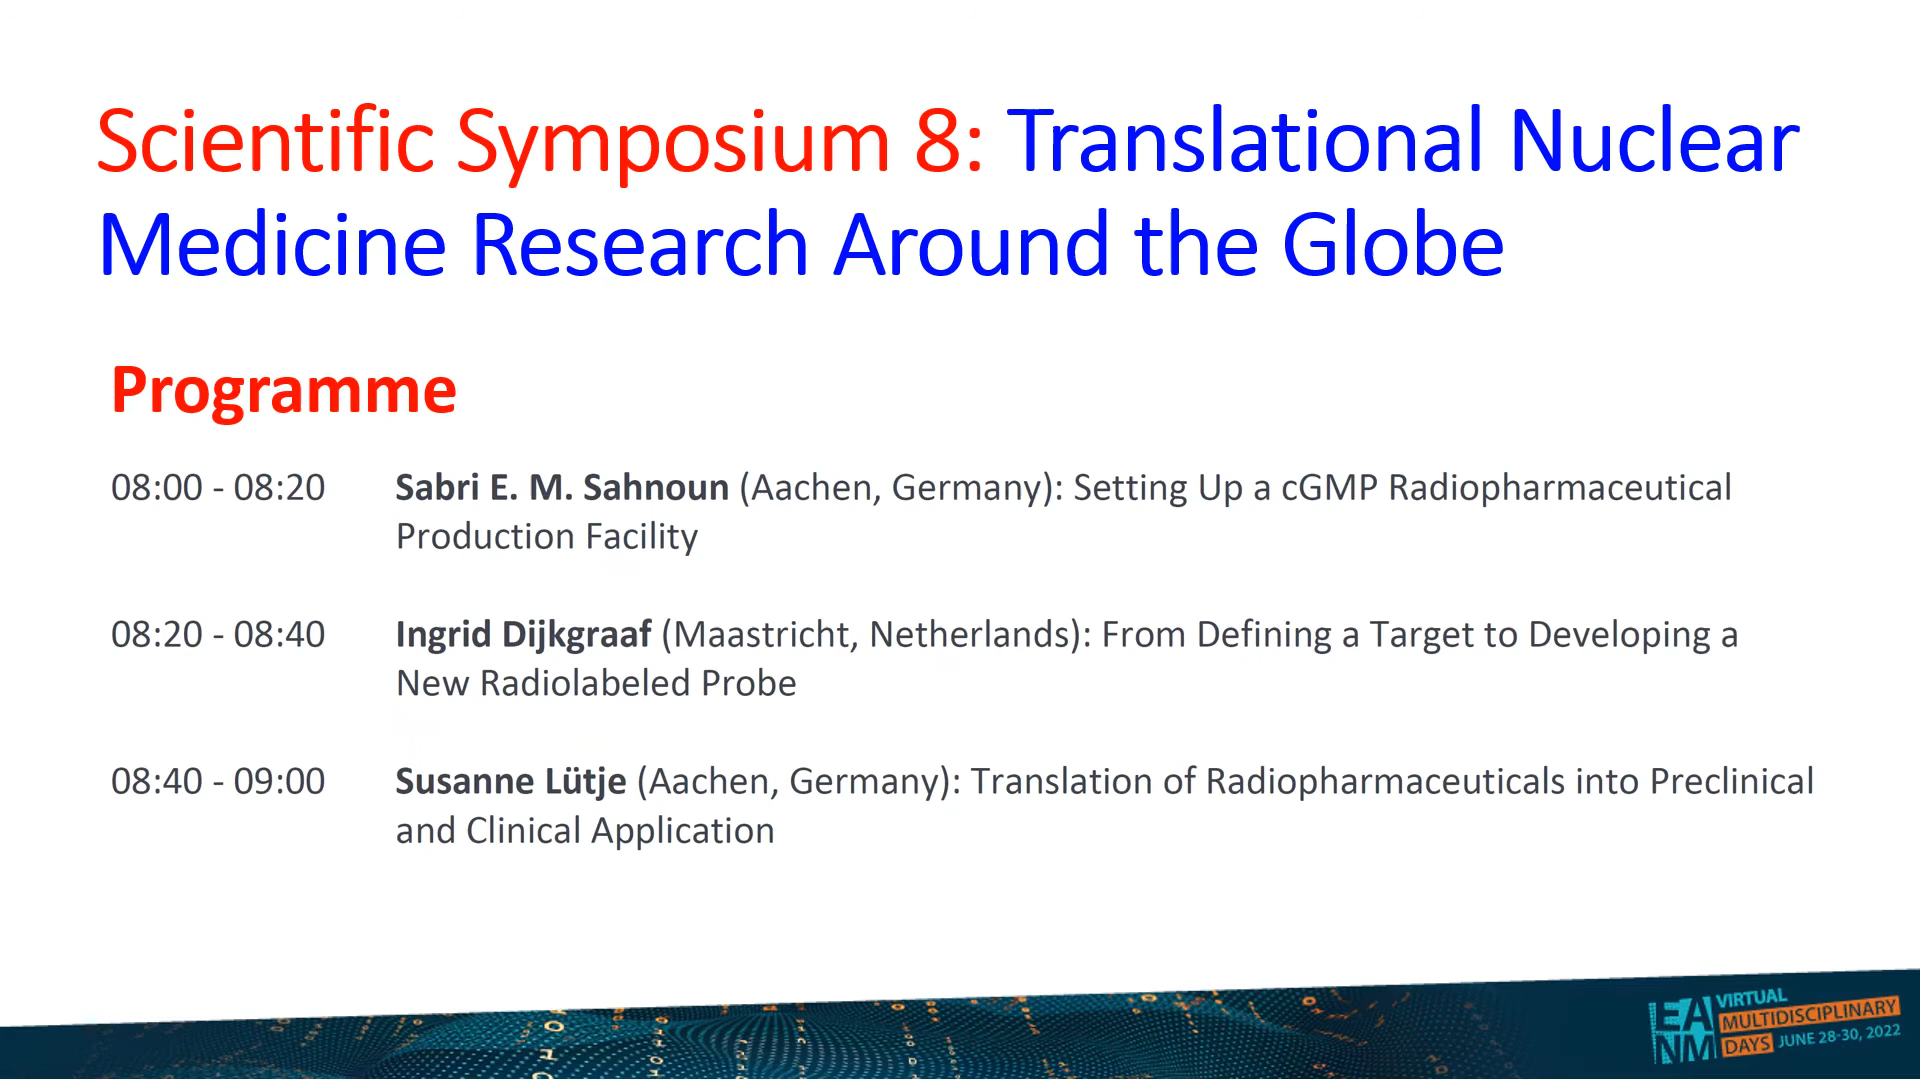 Scientific Symposium 8: Translational Nuclear
Medicine Research Around the Globe
Programme
08:00 - 08:20 Sabri E. M. Sahnoun (Aachen, Germany): Setting Up a cGMP Radiopharmaceutical
Production Facility
08:20 - 08:40 Ingrid Dijkgraaf (Maastricht, Netherlands): From Defining a Target to Developing a
New Radiolabeled Probe
08:40 - 09:00 Susanne Lütje (Aachen, Germany): Translation of Radiopharmaceuticals into Preclinical
and Clinical Application
EANM
VIRTUAL
MULTIDISCIPLINARY
DAYS JUNE 28-30, 2022